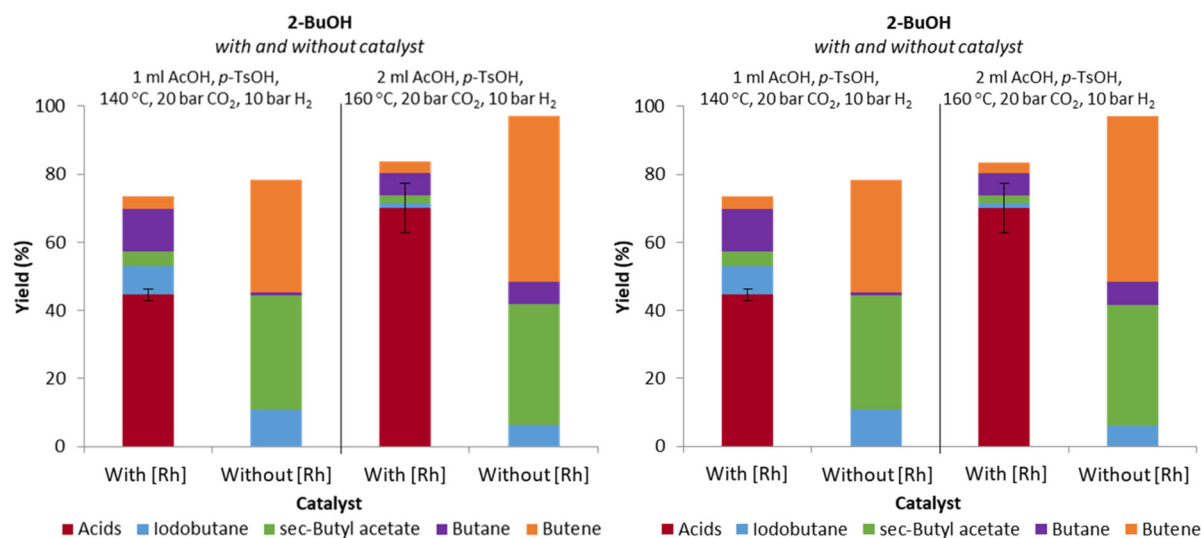 2-BuOH
with and without catalyst
1 ml AcOH, p-TsOH,
140 °C, 20 bar CO₂, 10 bar H₂
2 ml AcOH, p-TsOH,
160 °C, 20 bar CO₂, 10 bar H₂
Yield (%)
100
80
60
40
20
0
With [Rh]
Without [Rh]
With [Rh]
Without [Rh]
Catalyst
Acids
Iodobutane
sec-Butyl acetate
Butane
Butene
2-BuOH
with and without catalyst
1 ml AcOH, p-TsOH,
140 °C, 20 bar CO₂, 10 bar H₂
2 ml AcOH, p-TsOH,
160 °C, 20 bar CO₂, 10 bar H₂
Yield (%)
100
80
60
40
20
0
With [Rh]
Without [Rh]
With [Rh]
Without [Rh]
Catalyst
Acids
Iodobutane
sec-Butyl acetate
Butane
Butene